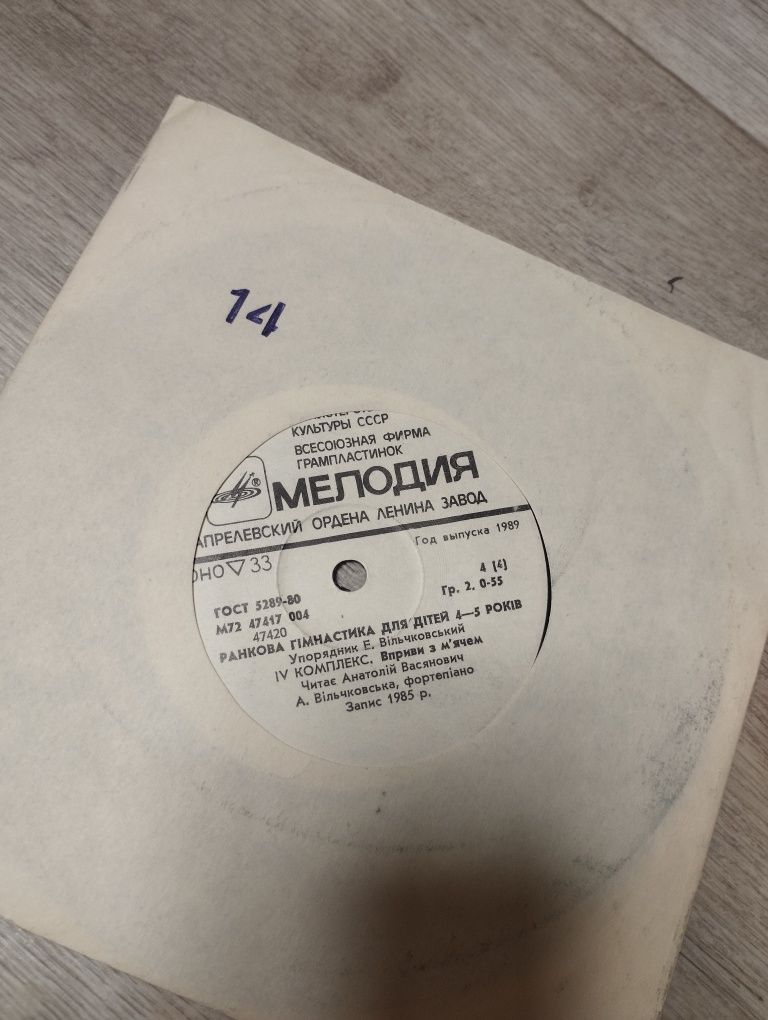 14
КУЛЬТУРЫ СССР
ВСЕСОЮЗНАЯ ФИРМА
ГРАМПЛАСТИНОК
®
МЕЛОДИЯ
АПРЕЛЕВСКИЙ ОРДЕНА ЛЕНИНА ЗАВОД
Год выпуска 1989
ОНО ▽ 33
4 (4)
ГОСТ 5289-80
Гр. 2. 0-55
М72 47417 004
47420
РАНКОВА ГІМНАСТИКА ДЛЯ ДІТЕЙ 4—5 РОКІВ
Упорядник Е. Вільчковський
IV КОМПЛЕКС. Вправи з м'ячем
Читає Анатолій Васянович
А. Вільчковська, фортепіано
Запис 1985 р.